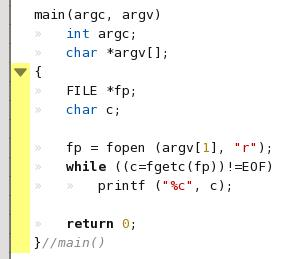 main(argc, argv)
» int argc;
» char *argv[];
{
» FILE *fp;
» char c;
»
» fp = fopen (argv[1], "r");
» while ((c=fgetc(fp))!=EOF)
» » printf ("%c", c);
»
» return 0;
}//main()